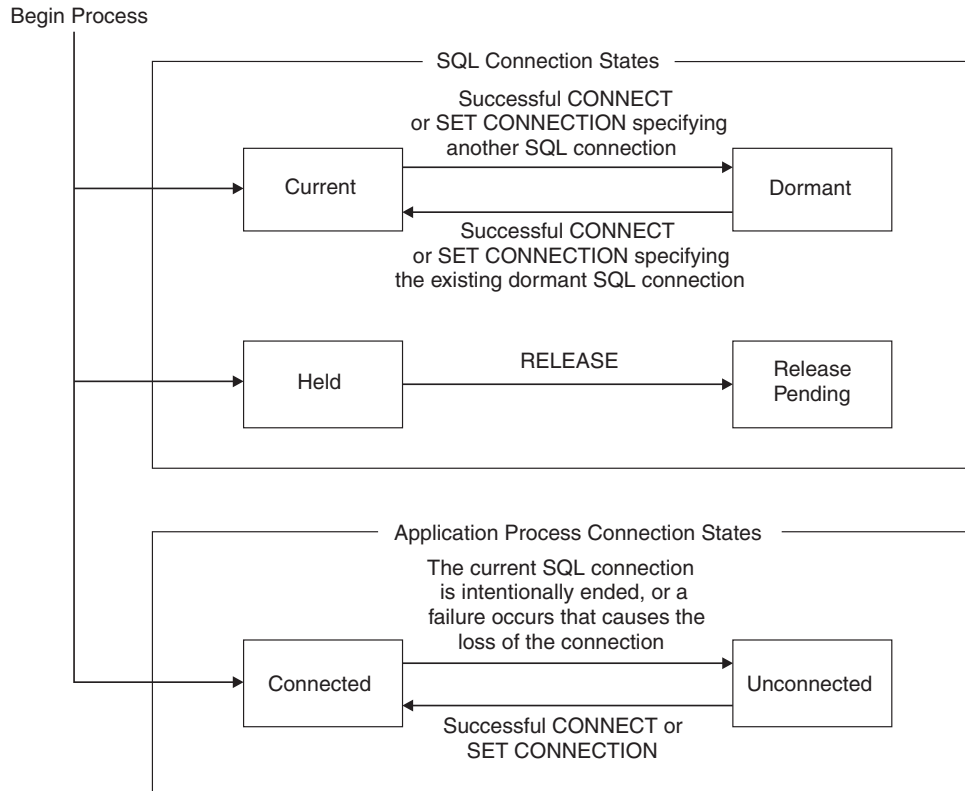 Begin Process
SQL Connection States
Successful CONNECT
or SET CONNECTION specifying
another SQL connection
Current
Dormant
Successful CONNECT
or SET CONNECTION specifying
the existing dormant SQL connection
Held
RELEASE
Release
Pending
Application Process Connection States
The current SQL connection
is intentionally ended, or a
failure occurs that causes the
loss of the connection
Connected
Unconnected
Successful CONNECT or
SET CONNECTION